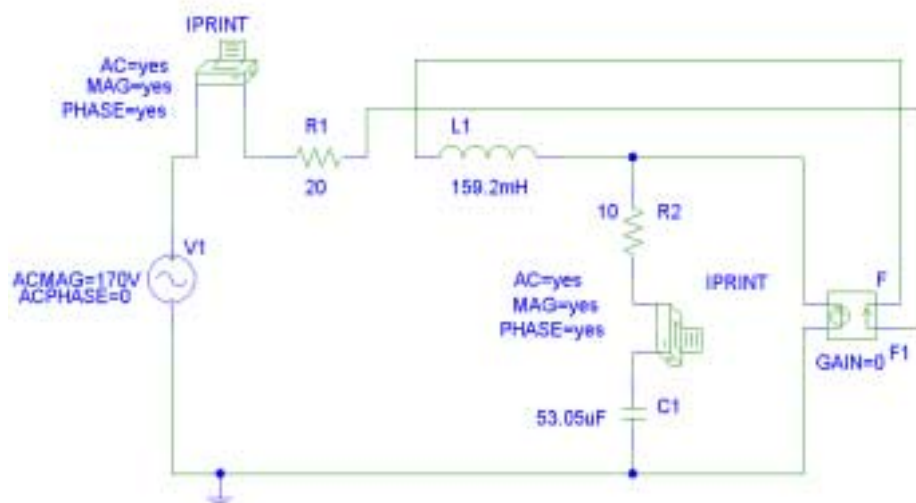 IPRINT
AC=yes
MAG=yes
PHASE=yes
R1
20
L1
159.2mH
10
R2
V1
ACMAG=170V
ACPHASE=0
AC=yes
MAG=yes
PHASE=yes
IPRINT
F
F1
GAIN=0
53.05uF
C1